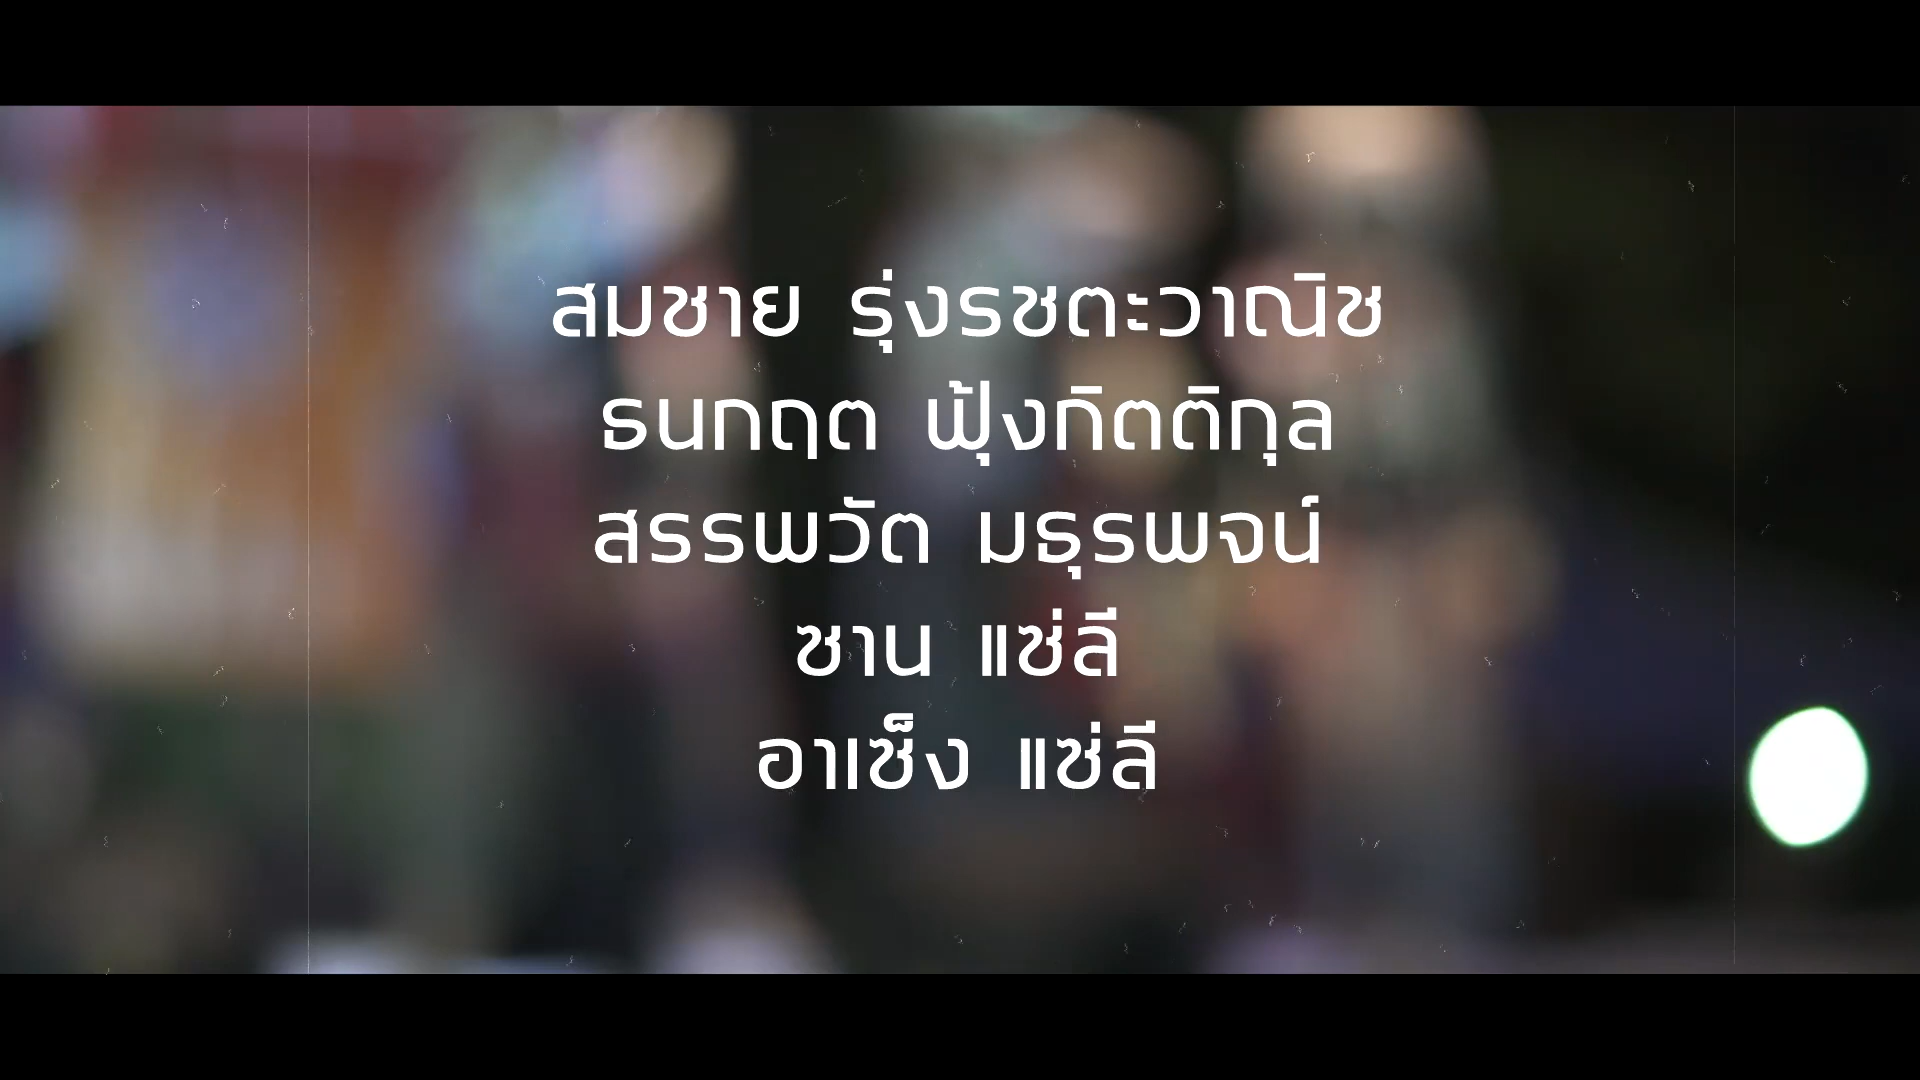 สมชาย รุ่งรชตะวาณิช
ธนกฤต ฟุ้งกิตติกุล
สรรพวัต มธุรพจน์
ซาน แซ่ลี
อาเซ็ง แซ่ลี